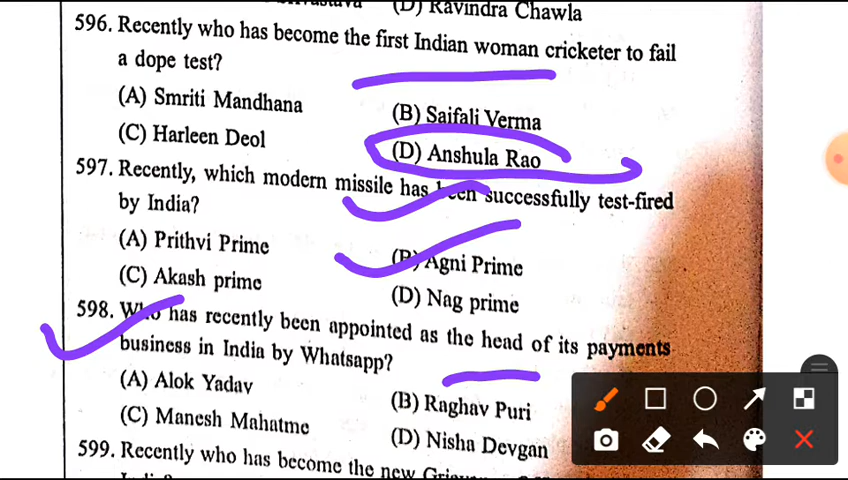 (D) Ravindra Chawla
596. Recently who has become the first Indian woman cricketer to fail
a dope test?
(A) Smriti Mandhana
(B) Saifali Verma
(C) Harleen Deol
(D) Anshula Rao
597. Recently, which modern missile has been successfully test-fired
by India?
(A) Prithvi Prime
(B) Agni Prime
(C) Akash prime
(D) Nag prime
598. Who has recently been appointed as the head of its payments
business in India by Whatsapp?
(A) Alok Yadav
(B) Raghav Puri
(C) Manesh Mahatme
(D) Nisha Devgan
599. Recently who has become the new